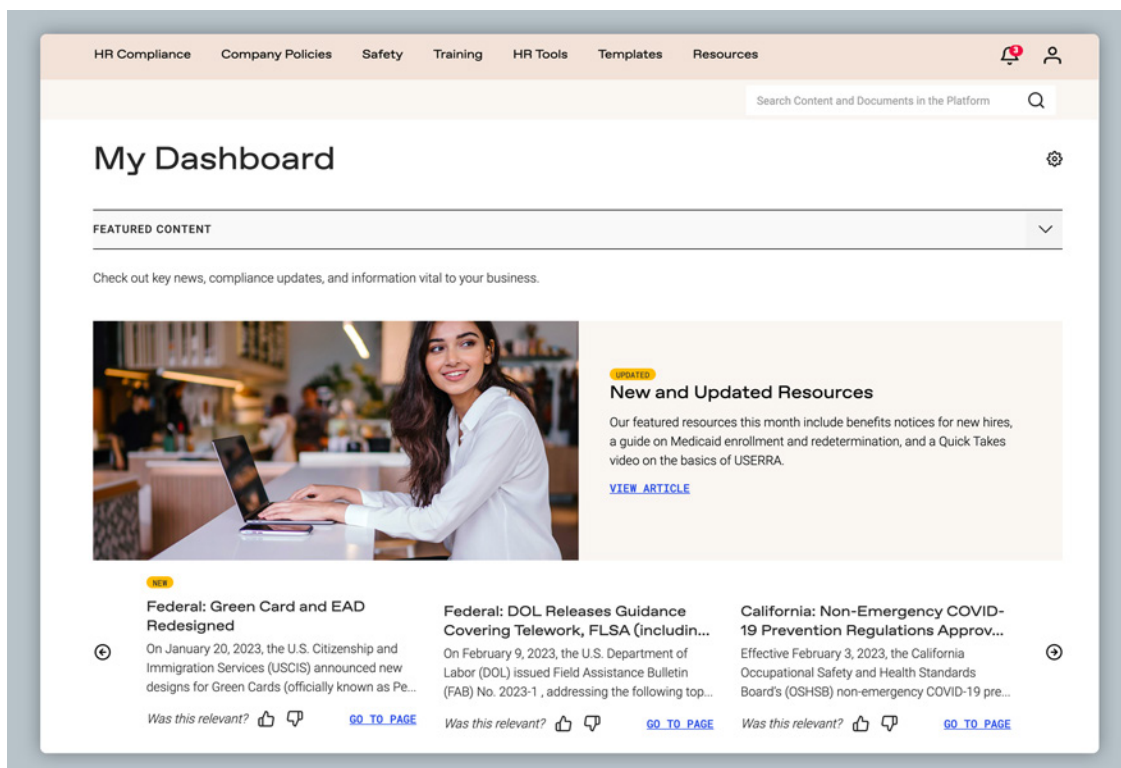 HR Compliance Company Policies Safety Training HR Tools Templates Resources
3
Search Content and Documents in the Platform
My Dashboard
FEATURED CONTENT
Check out key news, compliance updates, and information vital to your business.
UPDATED
New and Updated Resources
Our featured resources this month include benefits notices for new hires,
a guide on Medicaid enrollment and redetermination, and a Quick Takes
video on the basics of USERRA.
VIEW ARTICLE
NEW
Federal: Green Card and EAD
Redesigned
On January 20, 2023, the U.S. Citizenship and
Immigration Services (USCIS) announced new
designs for Green Cards (officially known as Pe...
Was this relevant? GO TO PAGE
Federal: DOL Releases Guidance
Covering Telework, FLSA (includin...
On February 9, 2023, the U.S. Department of
Labor (DOL) issued Field Assistance Bulletin
(FAB) No. 2023-1 , addressing the following top...
Was this relevant? GO TO PAGE
California: Non-Emergency COVID-
19 Prevention Regulations Approv...
Effective February 3, 2023, the California
Occupational Safety and Health Standards
Board's (OSHSB) non-emergency COVID-19 pre...
Was this relevant? GO TO PAGE